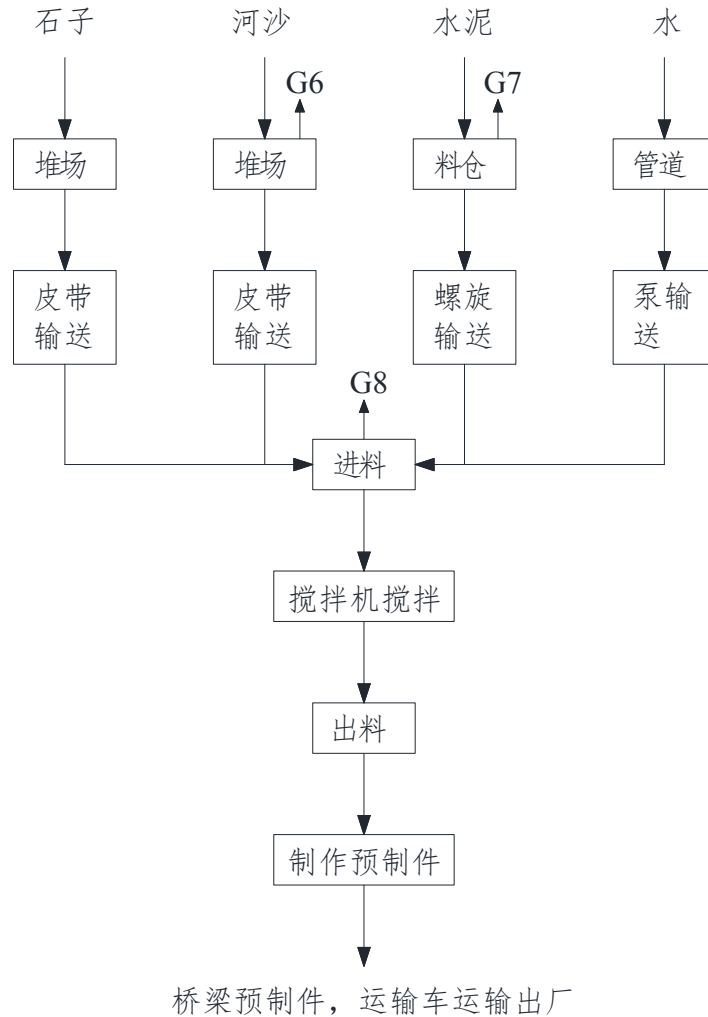 石子
河沙
水泥
水
G6
G7
堆场
堆场
料仓
管道
皮带
输送
皮带
输送
螺旋
输送
泵输
送
G8
进料
搅拌机搅拌
出料
制作预制件
桥梁预制件，运输车运输出厂